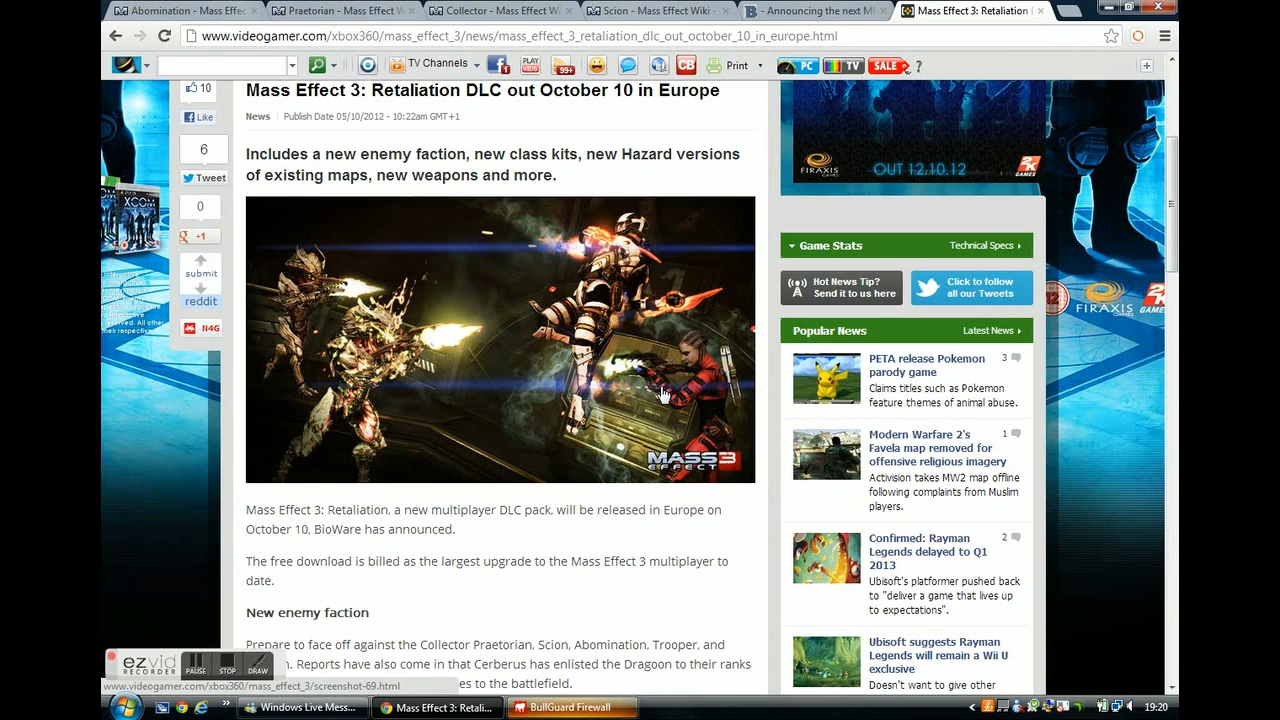 Abomination - Mass Effec
Praetorian - Mass Effect W
Collector - Mass Effect Wi
Scion - Mass Effect Wiki -
- Announcing the next M
Mass Effect 3: Retaliation
www.videogamer.com/xbox360/mass_effect_3/news/mass_effect_3_retaliation_dlc_out_october_10_in_europe.html
TV Channels
1
PLAY VIDS
99+
CB
Print
PC
TV
SALE
?
10
Like
6
Tweet
0
+1
submit
reddit
N4G
Mass Effect 3: Retaliation DLC out October 10 in Europe
News
Publish Date 05/10/2012 - 10:22am GMT+1
Includes a new enemy faction, new class kits, new Hazard versions
of existing maps, new weapons and more.
MASS
EFFECT 3
Mass Effect 3: Retaliation, a new multiplayer DLC pack, will be released in Europe on
October 10, BioWare has announced.
The free download is billed as the largest upgrade to the Mass Effect 3 multiplayer to
date.
New enemy faction
Prepare to face off against the Collector Praetorian, Scion, Abomination, Trooper, and
. Reports have also come in that Cerberus has enlisted the Dragoon to their ranks
es to the battlefield.
FIRAXIS
GAMES
OUT 12.10.12
2K
GAMES
Game Stats
Technical Specs
Hot News Tip?
Send it to us here
Click to follow
all our Tweets
Popular News
Latest News
PETA release Pokemon
parody game
3
Claims titles such as Pokemon
feature themes of animal abuse.
Modern Warfare 2's
Favela map removed for
offensive religious imagery
1
Activision takes MW2 map offline
following complaints from Muslim
players.
Confirmed: Rayman
Legends delayed to Q1
2013
2
Ubisoft's platformer pushed back
to "deliver a game that lives up
to expectations".
Ubisoft suggests Rayman
Legends will remain a Wii U
exclusive
Doesn't want to give other
XCOM
FIRAXIS
GAMES
2K
GAME
ezvid
RECORDER
PAUSE
STOP
DRAW
www.videogamer.com/xbox360/mass_effect_3/screenshot-69.html
Windows Live Mess...
Mass Effect 3: Retali...
BullGuard Firewall
19:20